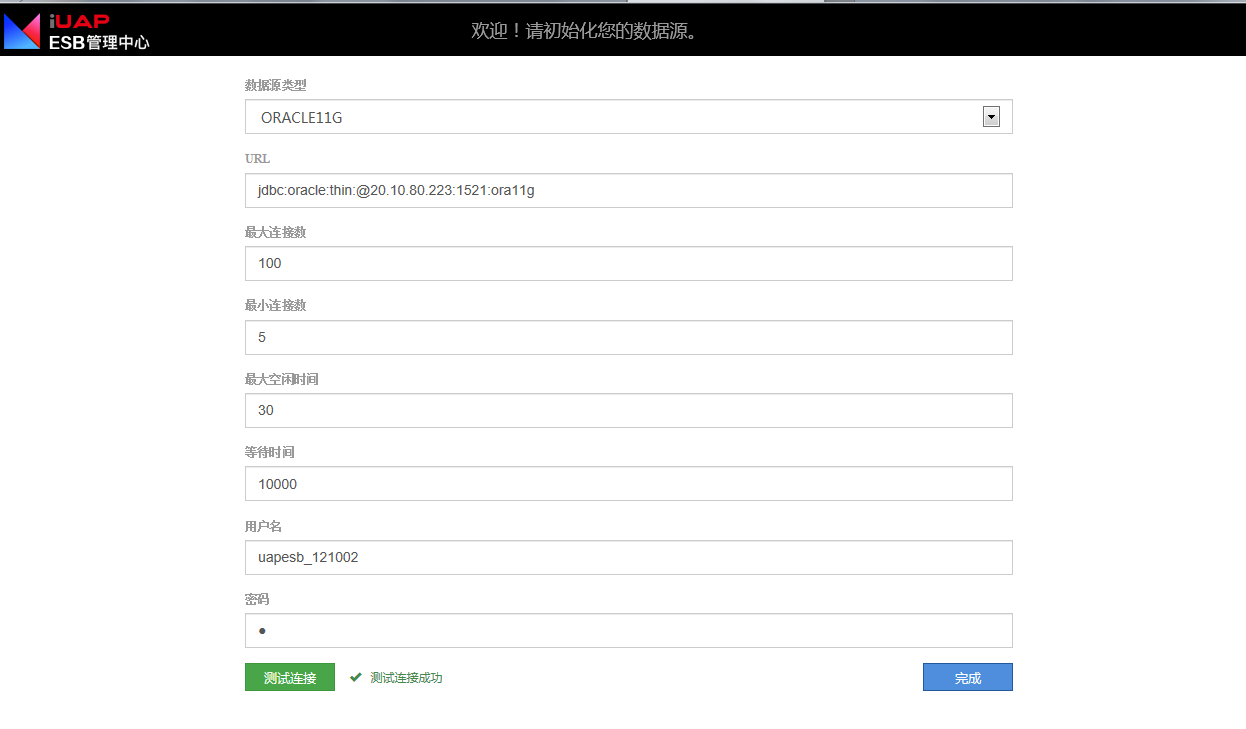 iUAP
ESB管理中心
欢迎！请初始化您的数据源。
数据源类型
ORACLE11G
URL
jdbc:oracle:thin:@20.10.80.223:1521:ora11g
最大连接数
100
最小连接数
5
最大空闲时间
30
等待时间
10000
用户名
uapesb_121002
密码
●
测试连接 ✔ 测试连接成功 完成